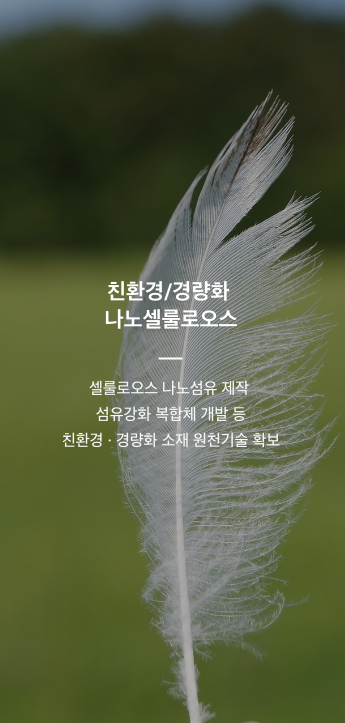 친환경/경량화
나노셀룰로오스
셀룰로오스 나노섬유 제작
섬유강화 복합체 개발 등
친환경 · 경량화 소재 원천기술 확보